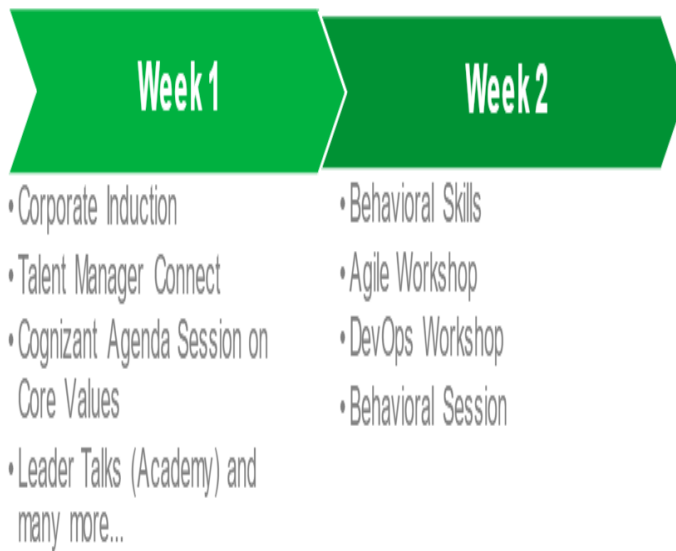 Week 1
• Corporate Induction
• Talent Manager Connect
• Cognizant Agenda Session on
Core Values
• Leader Talks (Academy) and
many more...
Week 2
• Behavioral Skills
• Agile Workshop
• DevOps Workshop
• Behavioral Session